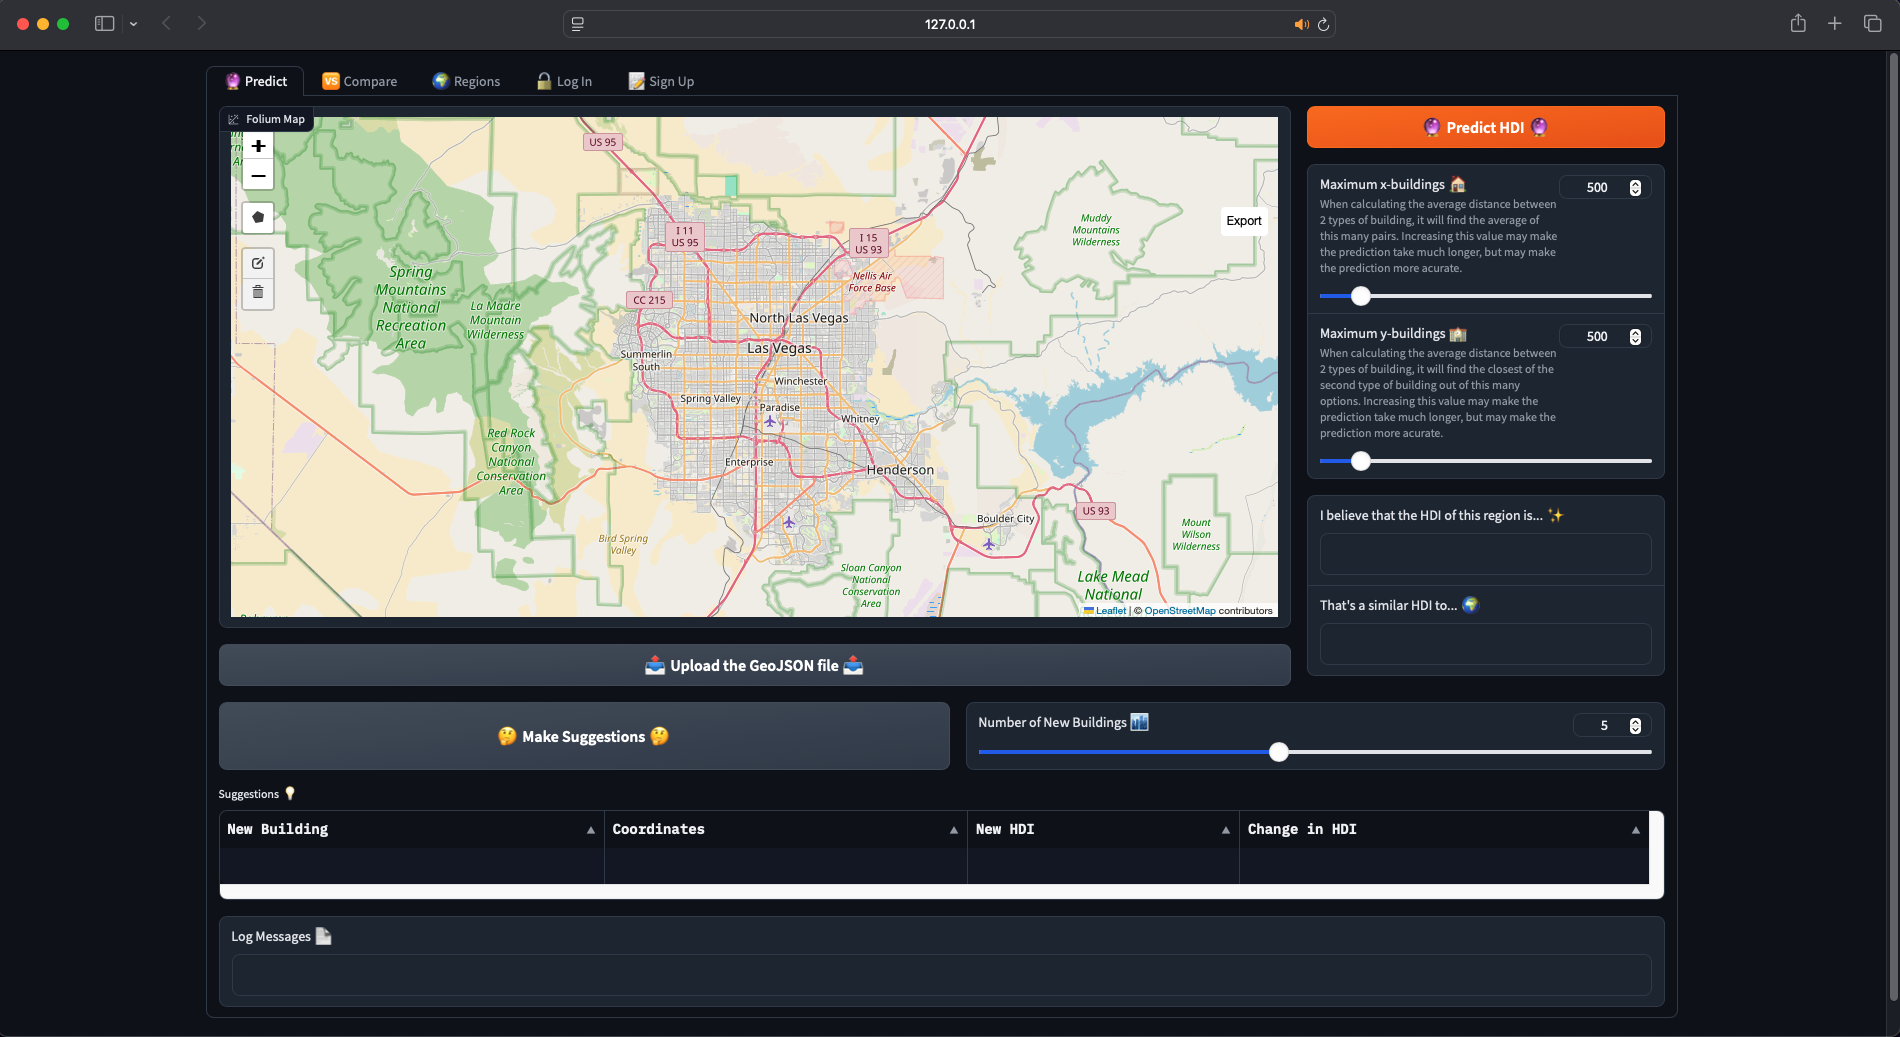 127.0.0.1
Predict
VS Compare
Regions
Log In
Sign Up
Folium Map
+
−
Export
US 95
I 11
US 95
I 15
US 93
CC 215
US 93
Muddy
Mountains
Wilderness
Nellis Air
Force Base
Spring
Mountains
National
Recreation
Area
La Madre
Mountain
Wilderness
North Las Vegas
Las Vegas
Summerlin
South
Winchester
Spring Valley
Paradise
Whitney
Red Rock
Canyon
National
Conservation
Area
Enterprise
Henderson
Boulder City
Bird Spring
Valley
Mount
Wilson
Wilderness
Sloan Canyon
National
Conservation
Area
Lake Mead
National
Leaflet | © OpenStreetMap contributors
Predict HDI
Maximum x-buildings
500
When calculating the average distance between
2 types of building, it will find the average of
this many pairs. Increasing this value may make
the prediction take much longer, but may make
the prediction more acurate.
Maximum y-buildings
500
When calculating the average distance between
2 types of building, it will find the closest of the
second type of building out of this many
options. Increasing this value may make the
prediction take much longer, but may make the
prediction more acurate.
I believe that the HDI of this region is...
That's a similar HDI to...
Upload the GeoJSON file
Make Suggestions
Number of New Buildings
5
Suggestions
New Building
Coordinates
New HDI
Change in HDI
Log Messages